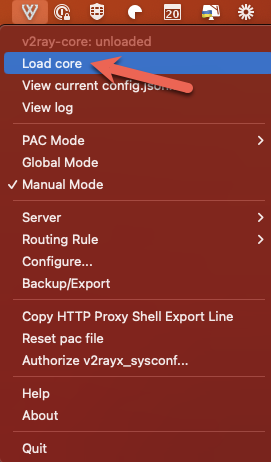 20
v2ray-core: unloaded
Load core
View current config.json...
View log
PAC Mode
Global Mode
Manual Mode
Server
Routing Rule
Configure...
Backup/Export
Copy HTTP Proxy Shell Export Line
Reset pac file
Authorize v2rayx_sysconf...
Help
About
Quit